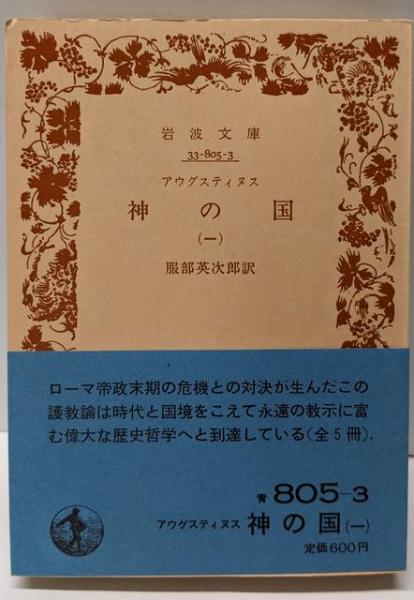 岩波文庫
33-805-3
アウグスティヌス
神の国
(一)
服部英次郎訳
ローマ帝政末期の危機との対決が生んだこの
護教論は時代と国境をこえて永遠の教示に富
む偉大な歴史哲学へと到達している(全5冊).
青 805-3
アウグスティヌス 神の国(一)
定価600円